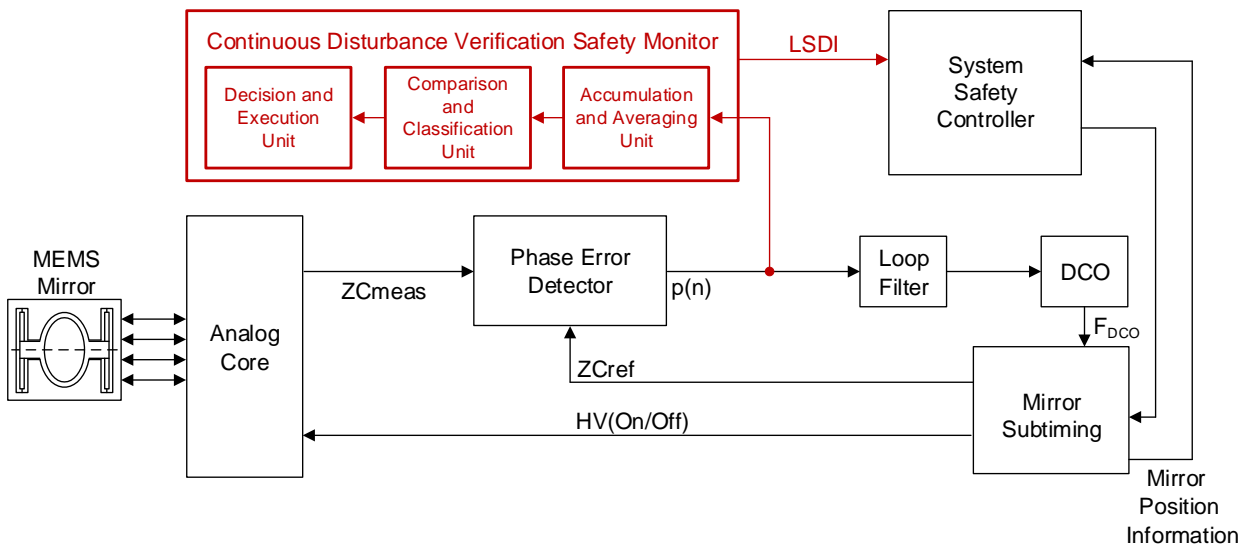 Continuous Disturbance Verification Safety Monitor
Decision and
Execution
Unit
Comparison
and
Classification
Unit
Accumulation
and Averaging
Unit
LSDI
System
Safety
Controller
MEMS
Mirror
Analog
Core
ZCmeas
Phase Error
Detector
p(n)
Loop
Filter
DCO
FDCO
ZCref
HV(On/Off)
Mirror
Subtiming
Mirror
Position
Information